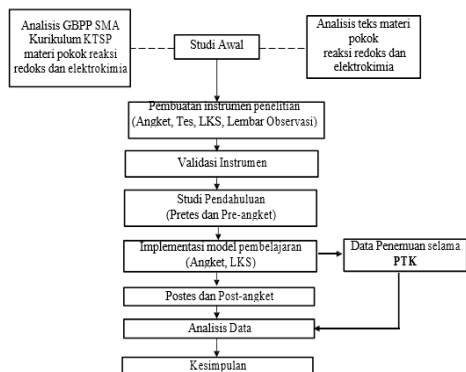 Analisis GBPP SMA
Kurikulum KTSP
materi pokok reaksi
redoks dan elektrokimia
Studi Awal
Analisis teks materi
pokok
reaksi redoks dan
elektrokimia
Pembuatan instrumen penelitian
(Angket, Tes, LKS, Lembar Observasi)
Validasi Instrumen
Studi Pendahuluan
(Pretes dan Pre-angket)
Implementasi model pembelajaran
(Angket, LKS)
Data Penemuan selama
PTK
Postes dan Post-angket
Analisis Data
Kesimpulan